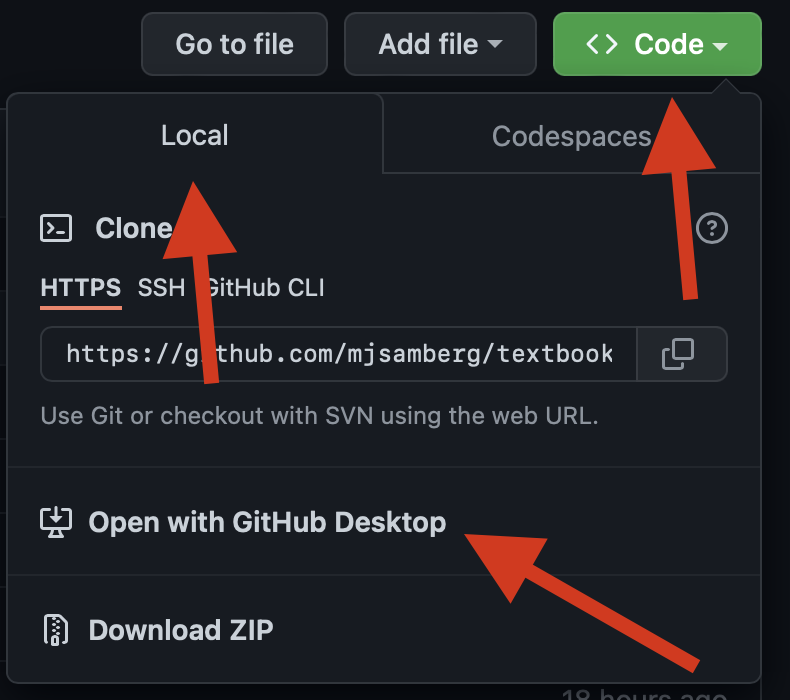 Go to file Add file Code
Local Codespaces
Clone
HTTPS SSH GitHub CLI
https://github.com/mjsamberg/textbook
Use Git or checkout with SVN using the web URL.
Open with GitHub Desktop
Download ZIP
18 hours ago